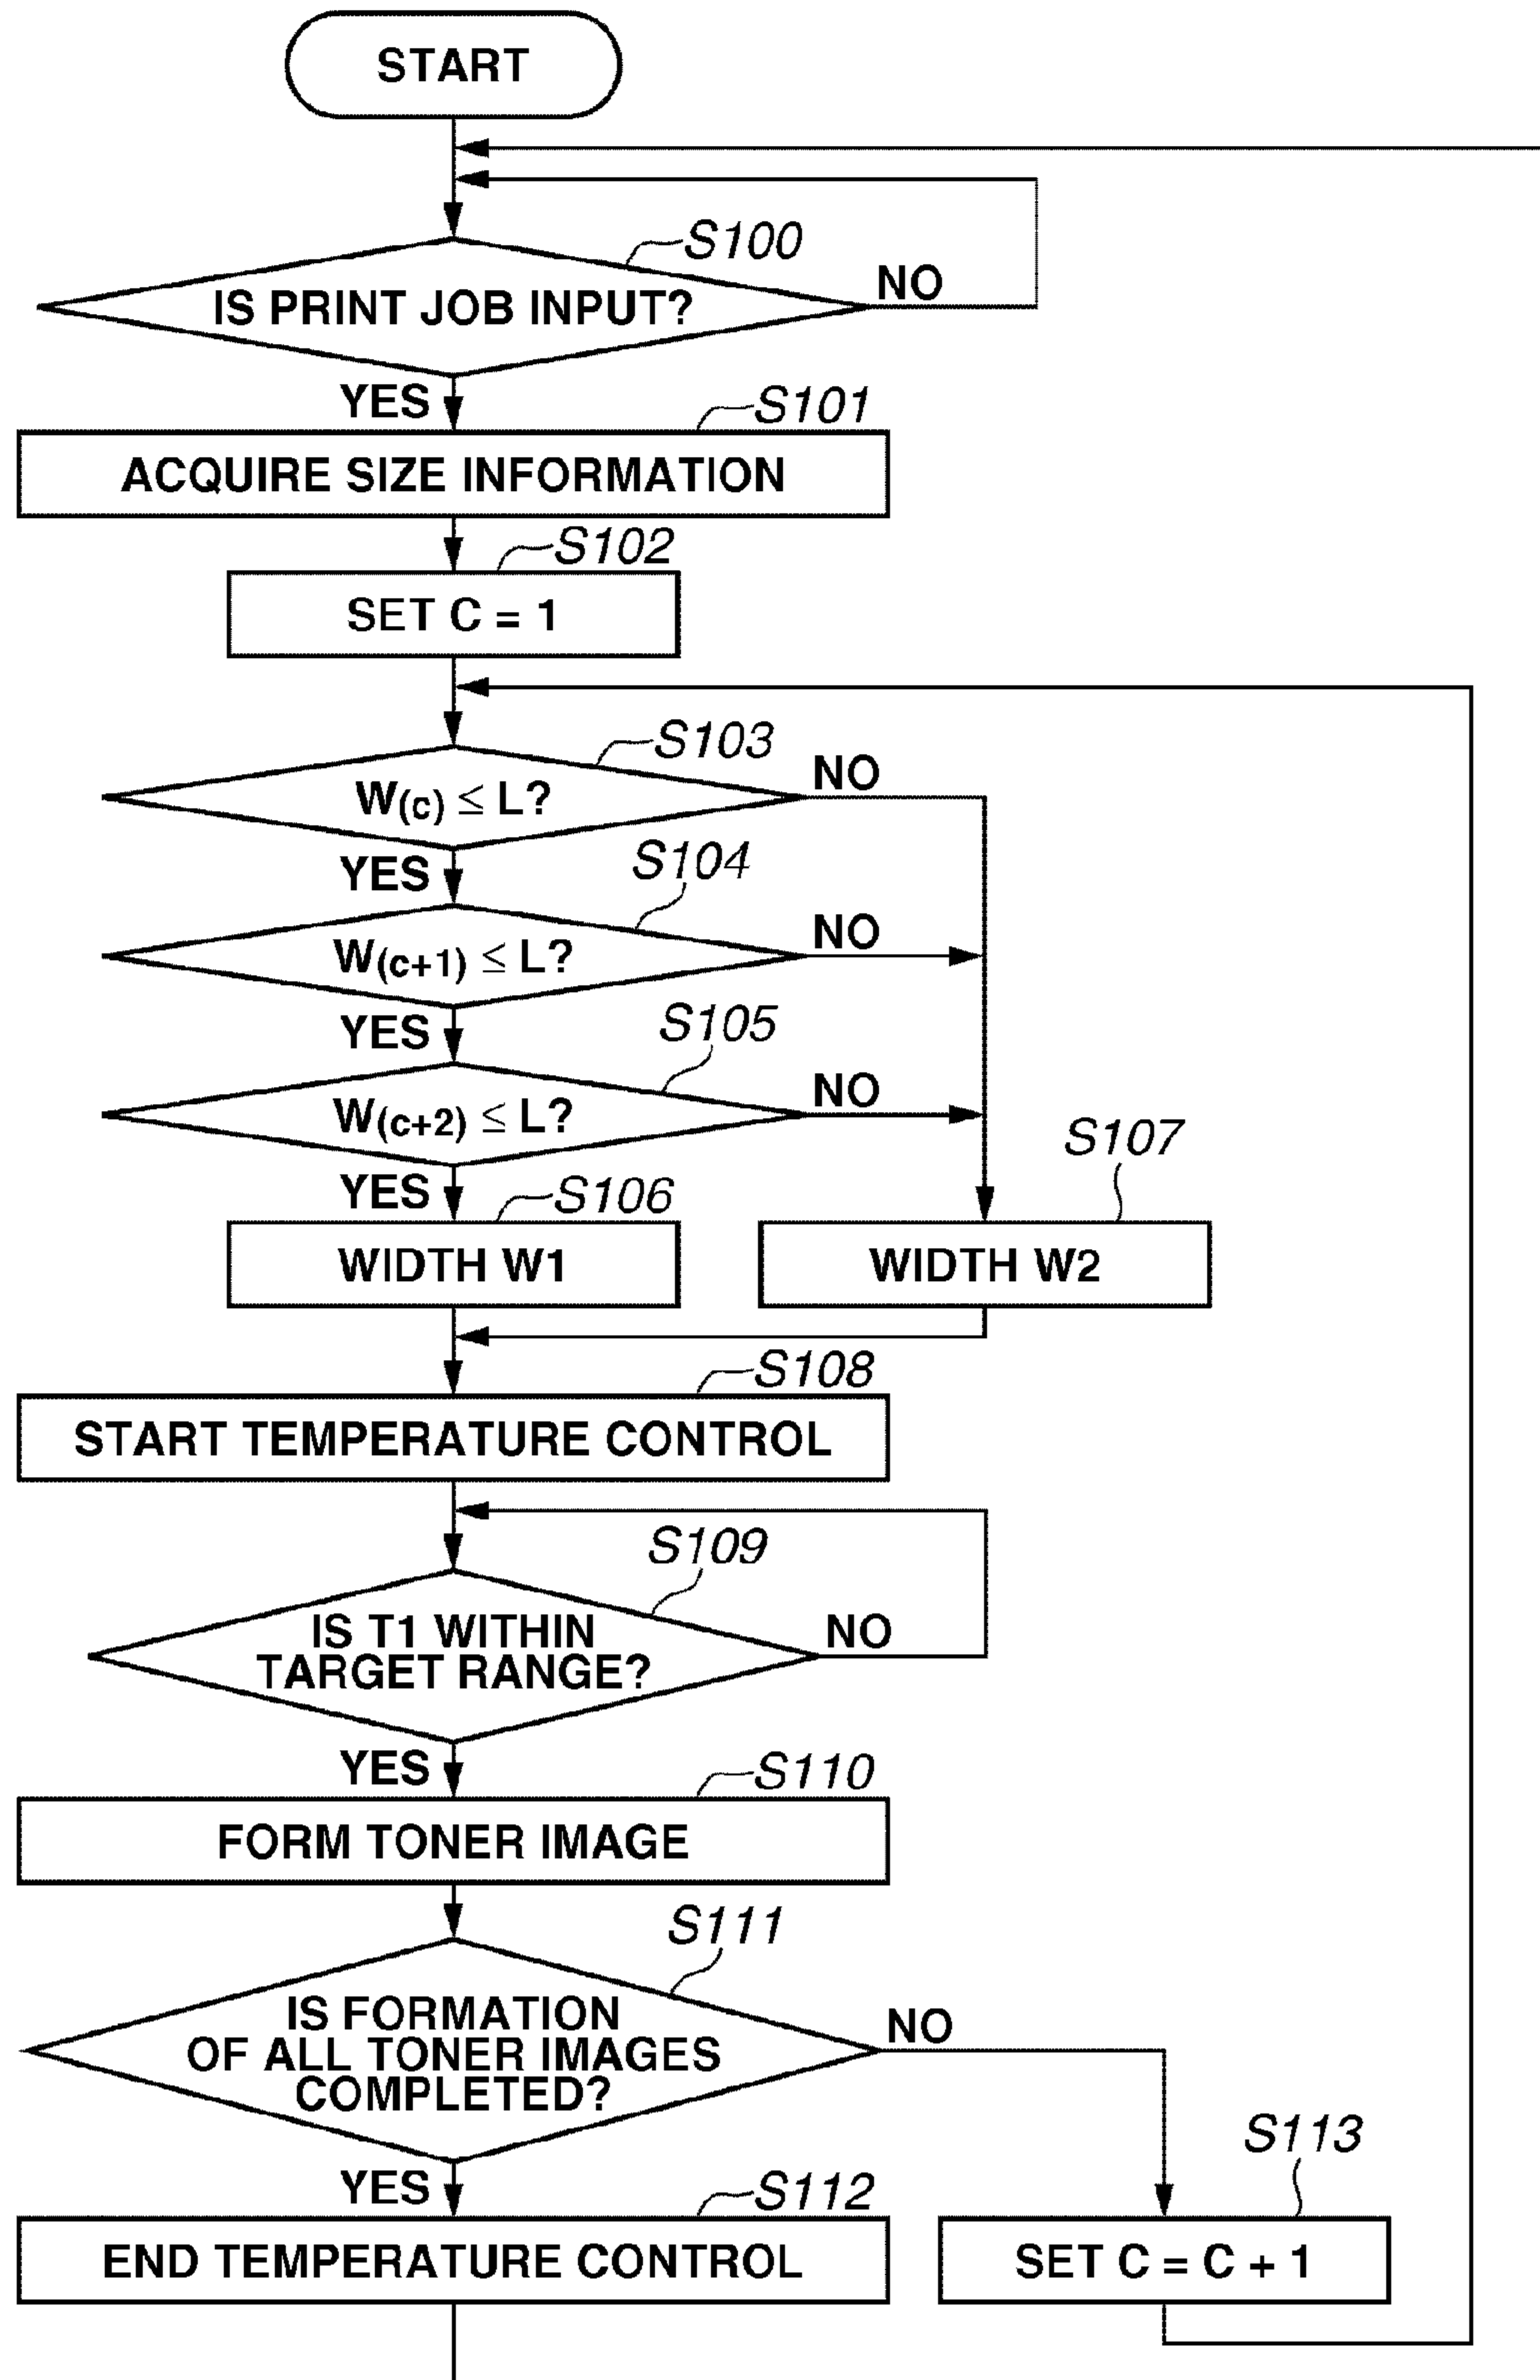 START
S100
IS PRINT JOB INPUT?
NO
YES
S101
ACQUIRE SIZE INFORMATION
S102
SET C = 1
S103
W(c) ≤ L?
NO
YES
S104
W(c+1) ≤ L?
NO
YES
S105
W(c+2) ≤ L?
NO
YES
S106
WIDTH W1
S107
WIDTH W2
S108
START TEMPERATURE CONTROL
S109
IS T1 WITHIN
TARGET RANGE?
NO
YES
S110
FORM TONER IMAGE
S111
IS FORMATION
OF ALL TONER IMAGES
COMPLETED?
NO
YES
S112
END TEMPERATURE CONTROL
S113
SET C = C + 1